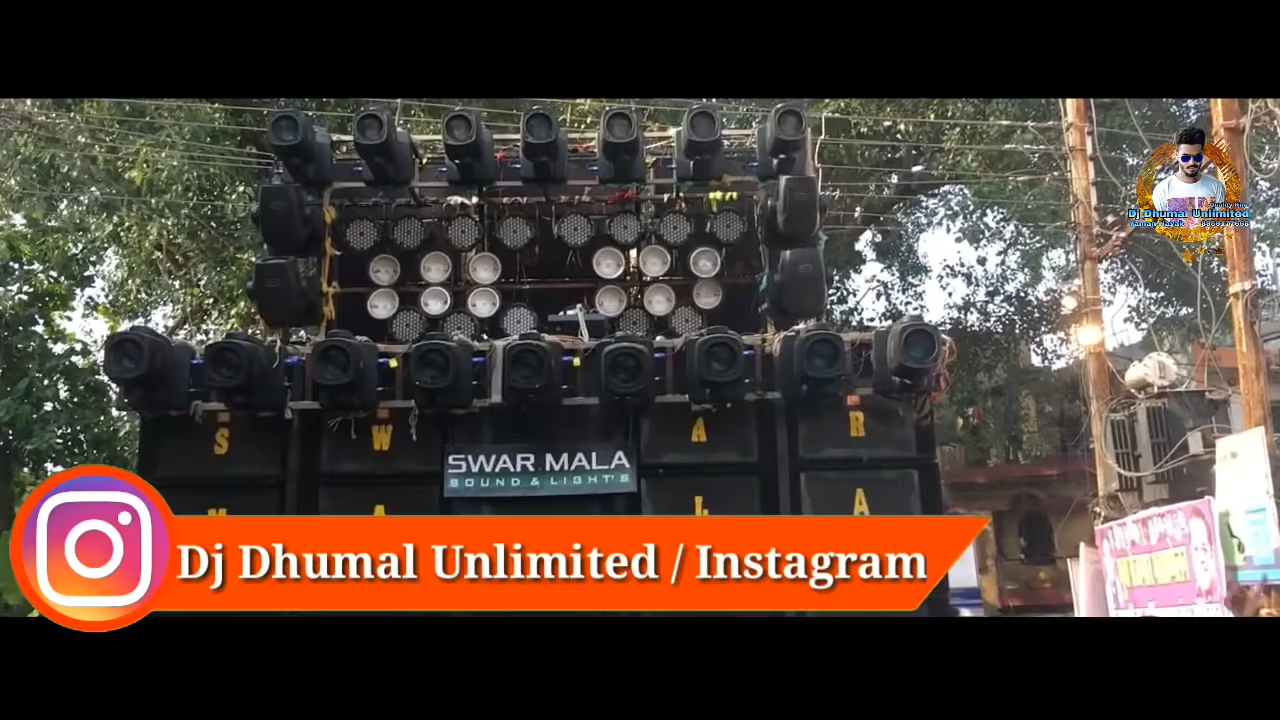 Dj Dhumal Unlimited
S W A R
SWAR MALA
SOUND & LIGHT'S
M A L A
Dj Dhumal Unlimited / Instagram